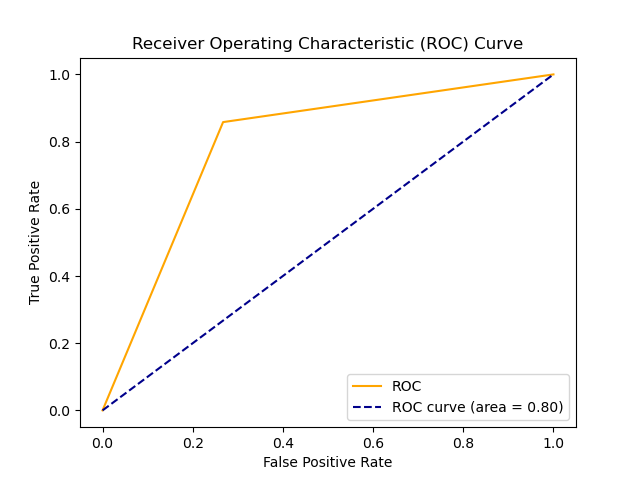 Receiver Operating Characteristic (ROC) Curve
True Positive Rate
1.0
0.8
0.6
0.4
0.2
0.0
ROC
ROC curve (area = 0.80)
0.0 0.2 0.4 0.6 0.8 1.0
False Positive Rate